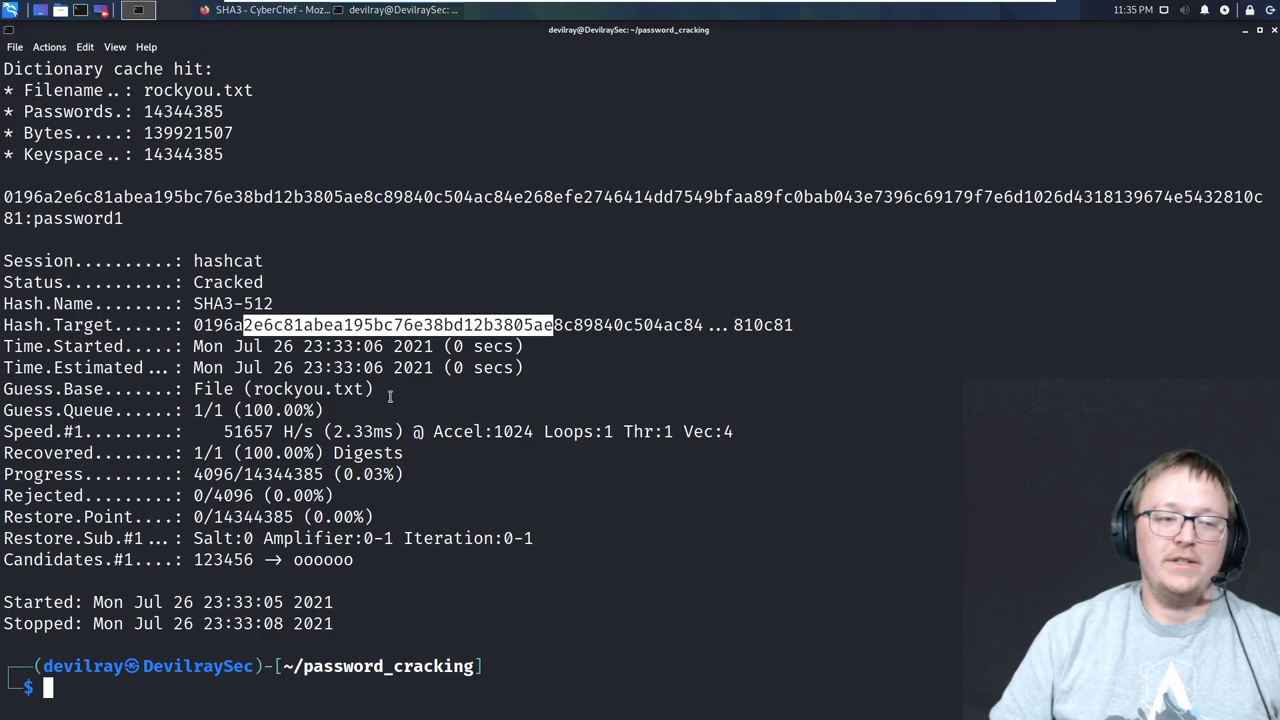 SHA3 - CyberChef - Moz...
devilray@DevilraySec: ~...
11:35 PM
devilray@DevilraySec: ~/password_cracking
File Actions Edit View Help
Dictionary cache hit:
* Filename..: rockyou.txt
* Passwords.: 14344385
* Bytes.....: 139921507
* Keyspace..: 14344385
0196a2e6c81abea195bc76e38bd12b3805ae8c89840c504ac84e268efe2746414dd7549bfaa89fc0bab043e7396c69179f7e6d1026d4318139674e5432810c
81:password1
Session..........: hashcat
Status...........: Cracked
Hash.Name........: SHA3-512
Hash.Target......: 0196a2e6c81abea195bc76e38bd12b3805ae8c89840c504ac84...810c81
Time.Started.....: Mon Jul 26 23:33:06 2021 (0 secs)
Time.Estimated...: Mon Jul 26 23:33:06 2021 (0 secs)
Guess.Base.......: File (rockyou.txt)
Guess.Queue......: 1/1 (100.00%)
Speed.#1.........: 51657 H/s (2.33ms) @ Accel:1024 Loops:1 Thr:1 Vec:4
Recovered........: 1/1 (100.00%) Digests
Progress.........: 4096/14344385 (0.03%)
Rejected.........: 0/4096 (0.00%)
Restore.Point....: 0/14344385 (0.00%)
Restore.Sub.#1...: Salt:0 Amplifier:0-1 Iteration:0-1
Candidates.#1....: 123456 -> oooooo
Started: Mon Jul 26 23:33:05 2021
Stopped: Mon Jul 26 23:33:08 2021
┌──(devilray㉿DevilraySec)-[~/password_cracking]
└─$